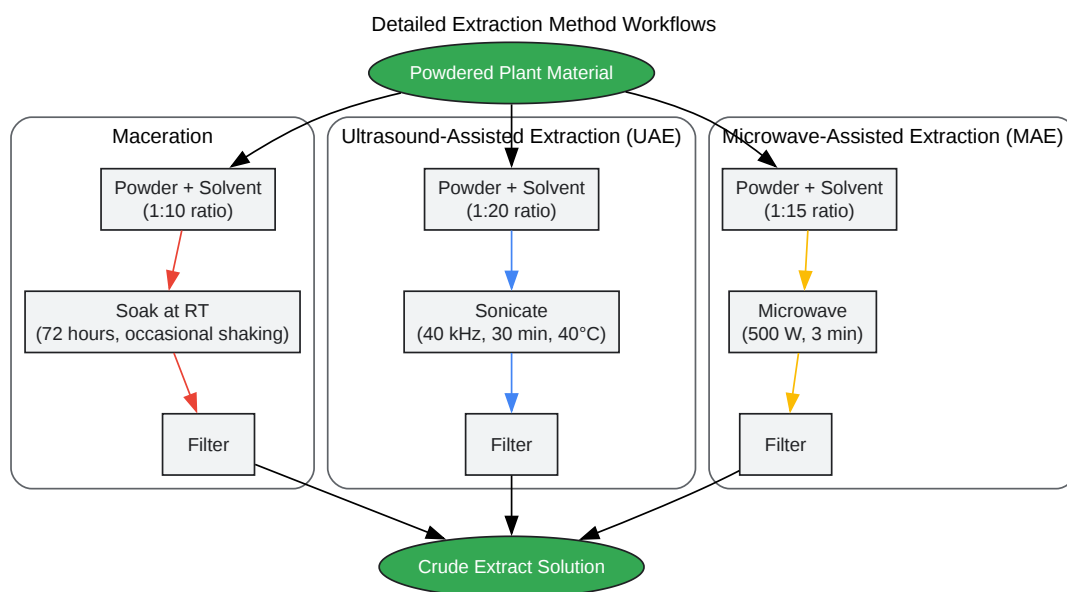 Detailed Extraction Method Workflows
Powdered Plant Material
Maceration
Powder + Solvent
(1:10 ratio)
Soak at RT
(72 hours, occasional shaking)
Filter
Ultrasound-Assisted Extraction (UAE)
Powder + Solvent
(1:20 ratio)
Sonicate
(40 kHz, 30 min, 40°C)
Filter
Microwave-Assisted Extraction (MAE)
Powder + Solvent
(1:15 ratio)
Microwave
(500 W, 3 min)
Filter
Crude Extract Solution